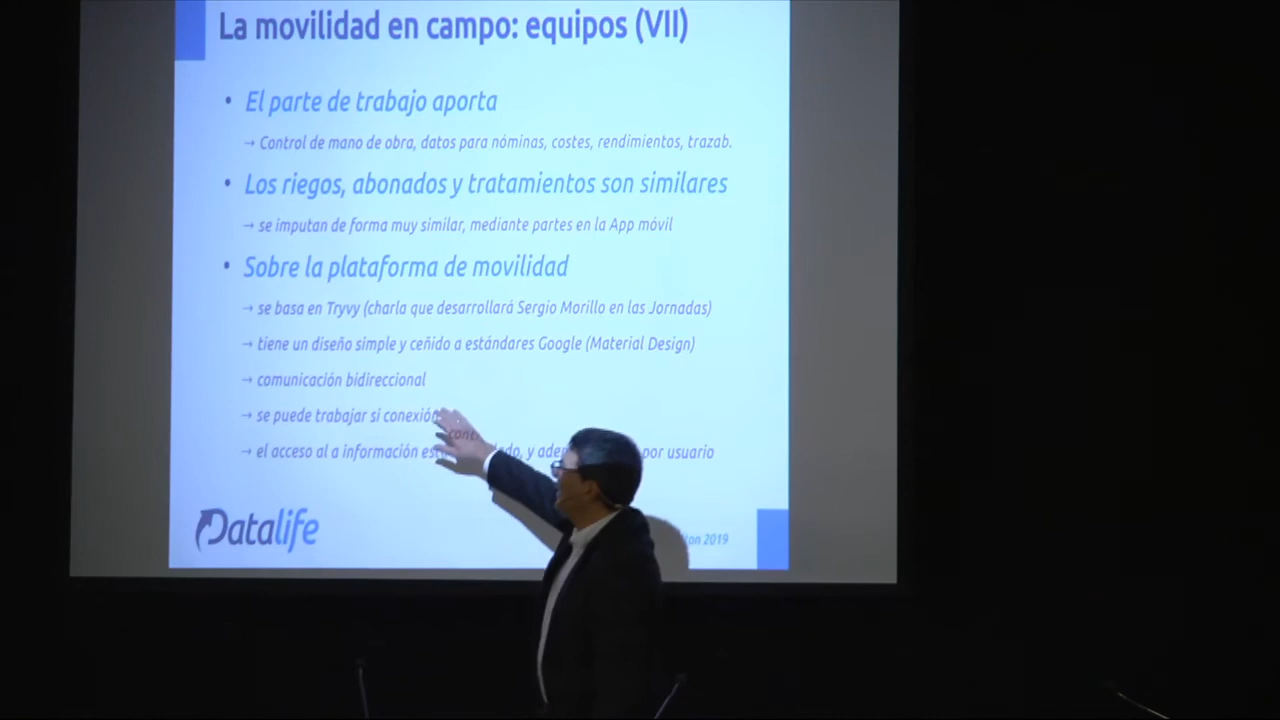 La movilidad en campo: equipos (VII)
• El parte de trabajo aporta
→ Control de mano de obra, datos para nóminas, costes, rendimientos, trazab.
• Los riegos, abonados y tratamientos son similares
→ se imputan de forma muy similar, mediante partes en la App móvil
• Sobre la plataforma de movilidad
→ se basa en Tryvy (charla que desarrollará Sergio Morillo en las Jornadas)
→ tiene un diseño simple y ceñido a estándares Google (Material Design)
→ comunicación bidireccional
→ se puede trabajar si conexión
→ el acceso al a información por usuario
Datalife
2019